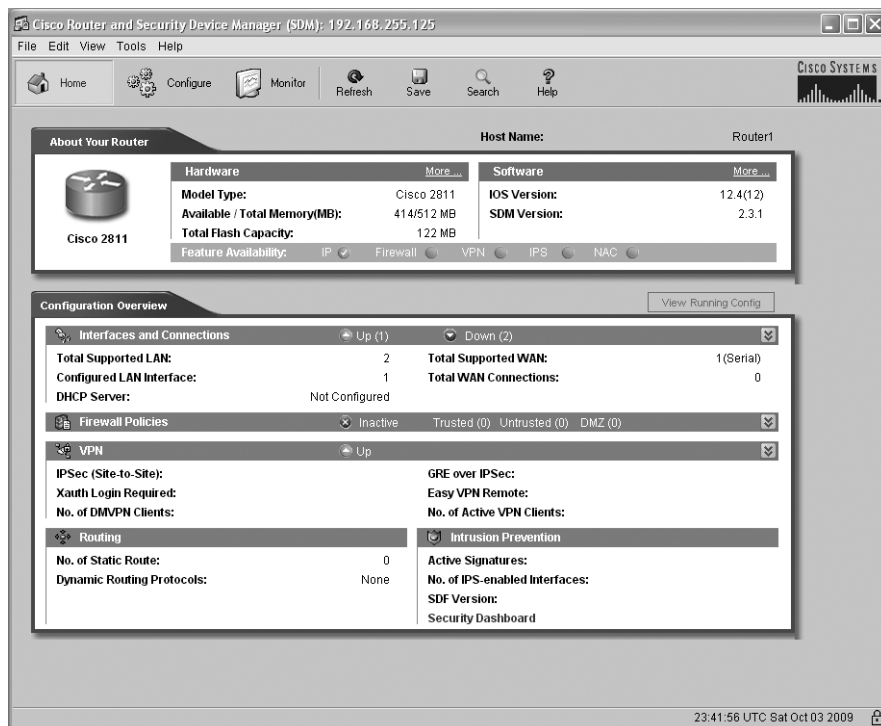 Cisco Router and Security Device Manager (SDM): 192.168.255.125
File Edit View Tools Help
Home Configure Monitor Refresh Save Search Help
CISCO SYSTEMS
About Your Router Host Name: Router1
Hardware More ... Software More ...
Model Type: Cisco 2811 IOS Version: 12.4(12)
Available / Total Memory(MB): 414/512 MB SDM Version: 2.3.1
Total Flash Capacity: 122 MB
Cisco 2811
Feature Availability: IP Firewall VPN IPS NAC
Configuration Overview View Running Config
Interfaces and Connections Up (1) Down (2)
Total Supported LAN: 2 Total Supported WAN: 1(Serial)
Configured LAN Interface: 1 Total WAN Connections: 0
DHCP Server: Not Configured
Firewall Policies Inactive Trusted (0) Untrusted (0) DMZ (0)
VPN Up
IPSec (Site-to-Site): GRE over IPSec:
Xauth Login Required: Easy VPN Remote:
No. of DMVPN Clients: No. of Active VPN Clients:
Routing Intrusion Prevention
No. of Static Route: 0 Active Signatures:
Dynamic Routing Protocols: None No. of IPS-enabled Interfaces:
SDF Version:
Security Dashboard
23:41:56 UTC Sat Oct 03 2009